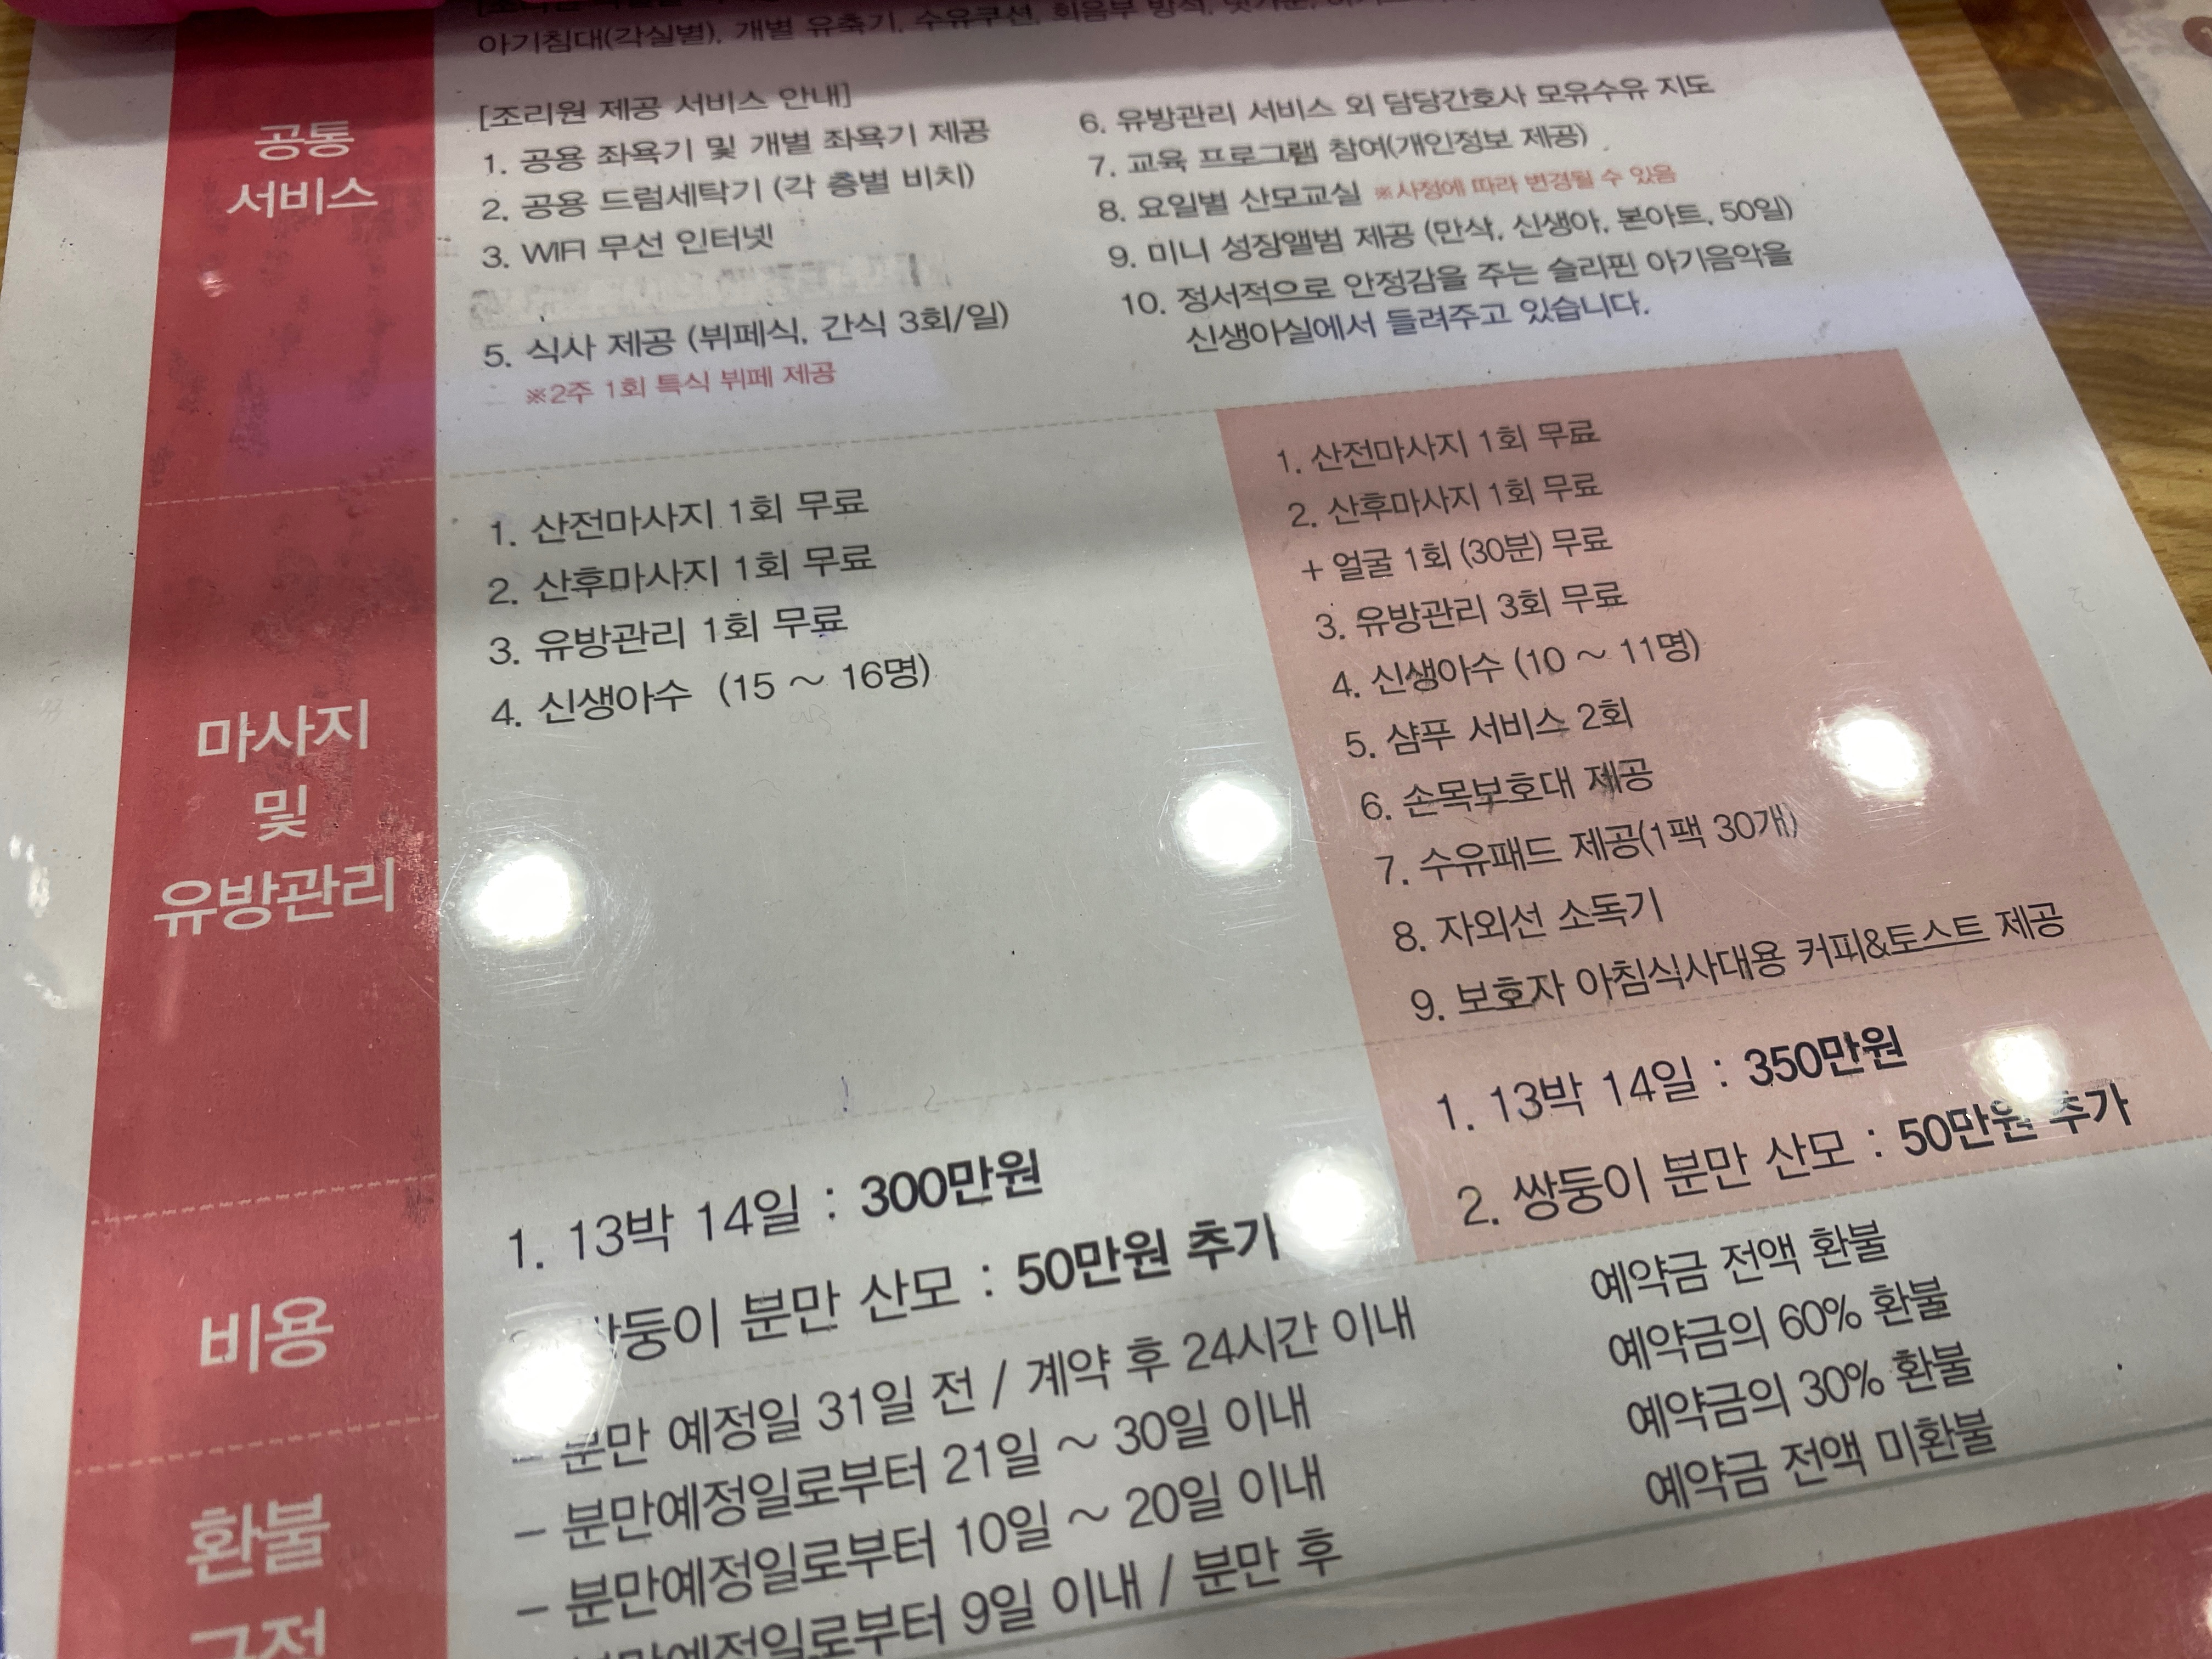 아기침대(각실별), 개별 유축기, 수유쿠션, 회음부 방석,
공통
서비스
[조리원 제공 서비스 안내]
1. 공용 좌욕기 및 개별 좌욕기 제공
2. 공용 드럼세탁기 (각 층별 비치)
3. WIFI 무선 인터넷
5. 식사 제공 (뷔페식, 간식 3회/일)
※2주 1회 특식 뷔페 제공
6. 유방관리 서비스 외 담당간호사 모유수유 지도
7. 교육 프로그램 참여(개인정보 제공)
8. 요일별 산모교실 ※사정에 따라 변경될 수 있음
9. 미니 성장앨범 제공 (만삭, 신생아, 본아트, 50일)
10. 정서적으로 안정감을 주는 슬리핀 아기음악을
신생아실에서 들려주고 있습니다.
마사지
및
유방관리
1. 산전마사지 1회 무료
2. 산후마사지 1회 무료
3. 유방관리 1회 무료
4. 신생아수 (15 ~ 16명)
1. 산전마사지 1회 무료
2. 산후마사지 1회 무료
+ 얼굴 1회 (30분) 무료
3. 유방관리 3회 무료
4. 신생아수 (10 ~ 11명)
5. 샴푸 서비스 2회
6. 손목보호대 제공
7. 수유패드 제공(1팩 30개)
8. 자외선 소독기
9. 보호자 아침식사대용 커피&토스트 제공
비용
1. 13박 14일 : 300만원
쌍둥이 분만 산모 : 50만원 추가
1. 13박 14일 : 350만원
2. 쌍둥이 분만 산모 : 50만원 추가
환불
규정
- 분만 예정일 31일 전 / 계약 후 24시간 이내 예약금 전액 환불
- 분만예정일로부터 21일 ~ 30일 이내 예약금의 60% 환불
- 분만예정일로부터 10일 ~ 20일 이내 예약금의 30% 환불
분만예정일로부터 9일 이내 / 분만 후 예약금 전액 미환불